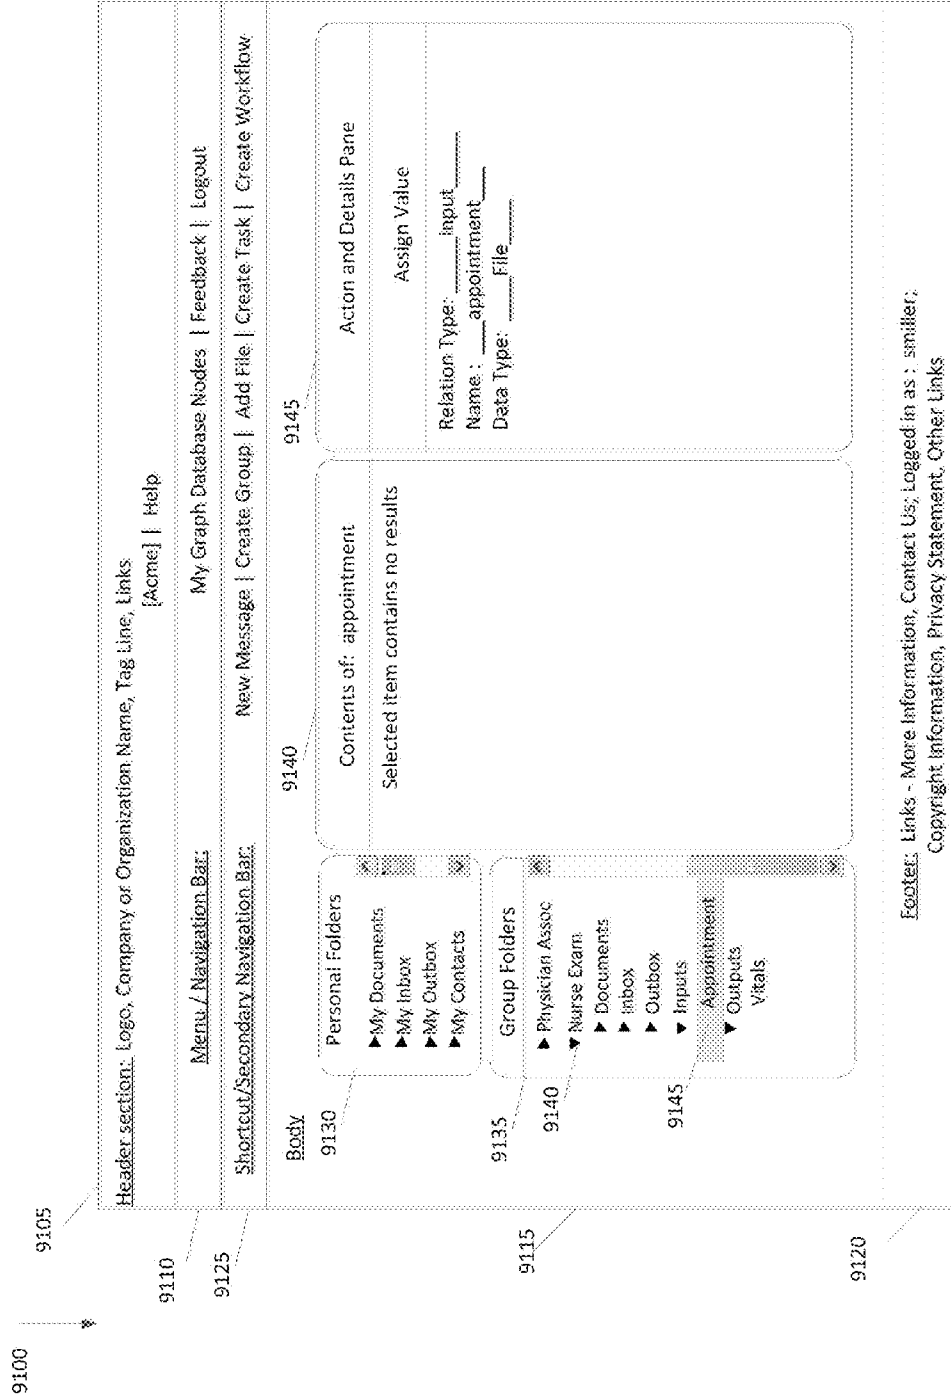 9100
9105
Header section: Logo, Company or Organization Name, Tag Line, Links
[Acme] | Help
9110
Menu / Navigation Bar:
My Graph Database Nodes | Feedback | Logout
9125
Shortcut/Secondary Navigation Bar:
New Message | Create Group | Add File | Create Task | Create Workflow
Body
9115
9130
Personal Folders
▶My Documents
▶My Inbox
▶My Outbox
▶My Contacts
9135
Group Folders
▶ Physician Assoc
9140
▼ Nurse Exam
▶ Documents
▶ Inbox
▶ Outbox
▼ Inputs
9145
Appointment
▼ Outputs
Vitals
9140
Contents of: appointment
Selected item contains no results
9145
Acton and Details Pane
Assign Value
Relation Type: _____input_____
Name : ___appointment___
Data Type: ____File____
9120
Footer: Links - More Information, Contact Us; Logged in as : smiller;
Copyright Information, Privacy Statement, Other Links